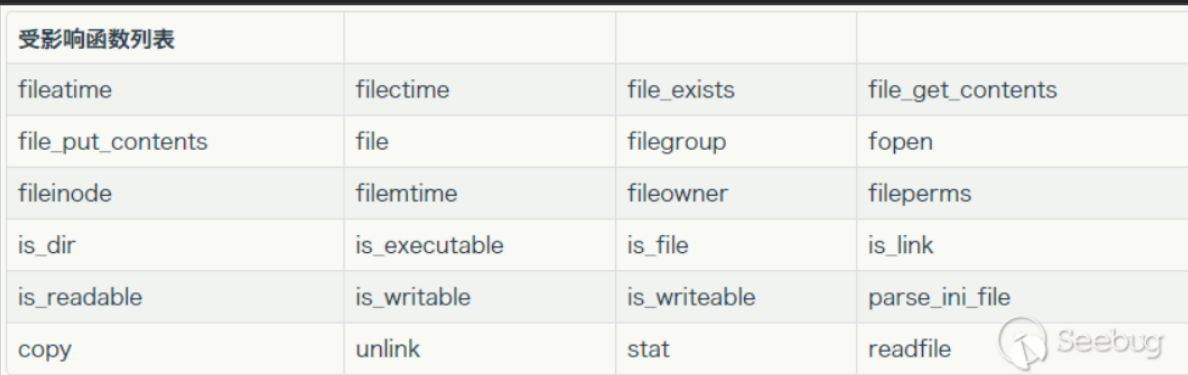 受影响函数列表
fileatime filectime file_exists file_get_contents
file_put_contents file filegroup fopen
fileinode filemtime fileowner fileperms
is_dir is_executable is_file is_link
is_readable is_writable is_writeable parse_ini_file
copy unlink stat readfile
Seebug